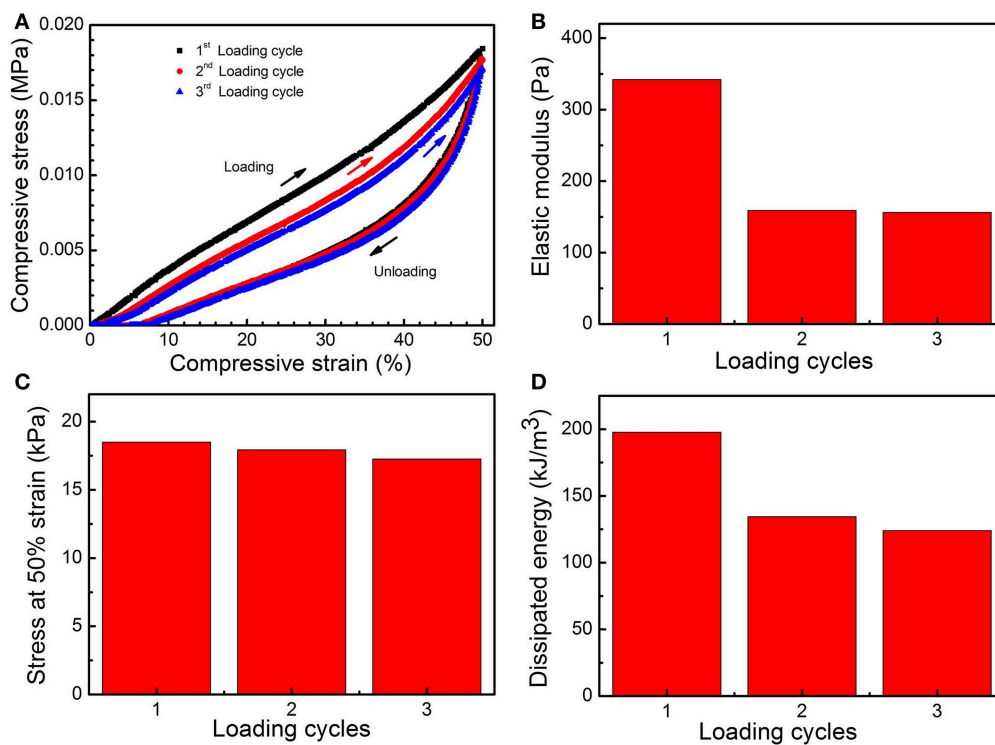 A
Compressive stress (MPa)
0.020
0.015
0.010
0.005
0.000
1st Loading cycle
2nd Loading cycle
3rd Loading cycle
Loading
Unloading
0 10 20 30 40 50
Compressive strain (%)
B
Elastic modulus (Pa)
400
300
200
100
0
1 2 3
Loading cycles
C
Stress at 50% strain (kPa)
20
15
10
5
0
1 2 3
Loading cycles
D
Dissipated energy (kJ/m3)
200
150
100
50
0
1 2 3
Loading cycles